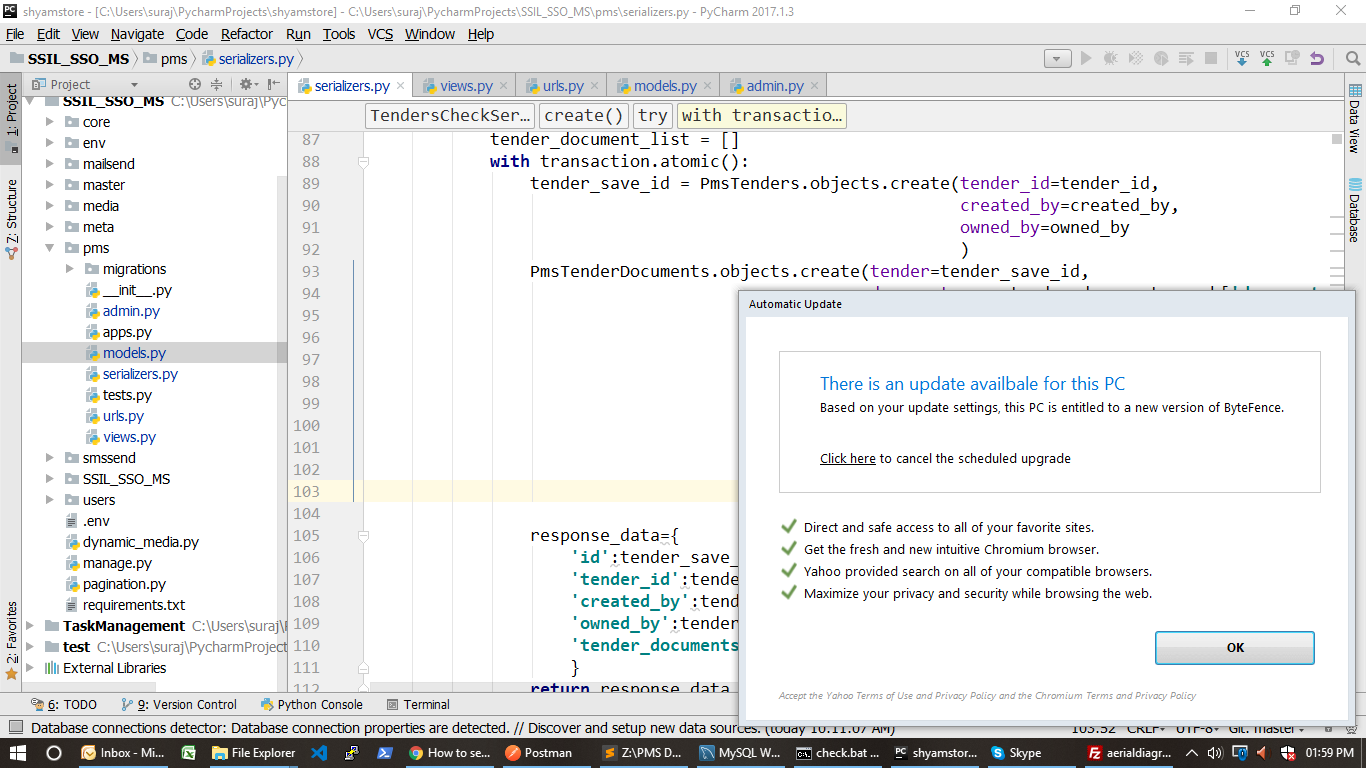 shyamstore - [C:\Users\suraj\PycharmProjects\shyamstore] - C:\Users\suraj\PycharmProjects\SSIL_SSO_MS\pms\serializers.py - PyCharm 2017.1.3
File Edit View Navigate Code Refactor Run Tools VCS Window Help
SSIL_SSO_MS pms serializers.py
VCS VCS
Project
serializers.py views.py urls.py models.py admin.py
TendersCheckSer... create() try with transactio...
1: Project
Z: Structure
2: Favorites
SSIL_SSO_MS C:\Users\suraj\Pyc
core
env
mailsend
master
media
meta
pms
migrations
__init__.py
admin.py
apps.py
models.py
serializers.py
tests.py
urls.py
views.py
smssend
SSIL_SSO_MS
users
.env
dynamic_media.py
manage.py
pagination.py
requirements.txt
TaskManagement C:\Users\suraj\
test C:\Users\suraj\PycharmProject
External Libraries
87 tender_document_list = []
88 with transaction.atomic():
89 tender_save_id = PmsTenders.objects.create(tender_id=tender_id,
90 created_by=created_by,
91 owned_by=owned_by
92 )
93 PmsTenderDocuments.objects.create(tender=tender_save_id,
94
95
96
97
98
99
100
101
102
103
104
105 response_data={
106 'id':tender_save_
107 'tender_id':tende
108 'created_by':tend
109 'owned_by':tender
110 'tender_documents
111 }
112 return response_data
Data View
Database
Automatic Update
There is an update availbale for this PC
Based on your update settings, this PC is entitled to a new version of ByteFence.
Click here to cancel the scheduled upgrade
Direct and safe access to all of your favorite sites.
Get the fresh and new intuitive Chromium browser.
Yahoo provided search on all of your compatible browsers.
Maximize your privacy and security while browsing the web.
OK
Accept the Yahoo Terms of Use and Privacy Policy and the Chromium Terms and Privacy Policy
6: TODO 9: Version Control Python Console Terminal
Database connections detector: Database connection properties are detected. // Discover and setup new data sources. (today 10:11:07 AM) 103:52 CRLF÷ UTF-8÷ Git: master÷
Inbox - Mi... File Explorer How to se... Postman Z:\PMS D... MySQL W... check.bat ... shyamstor... Skype aerialdiagr... 01:59 PM